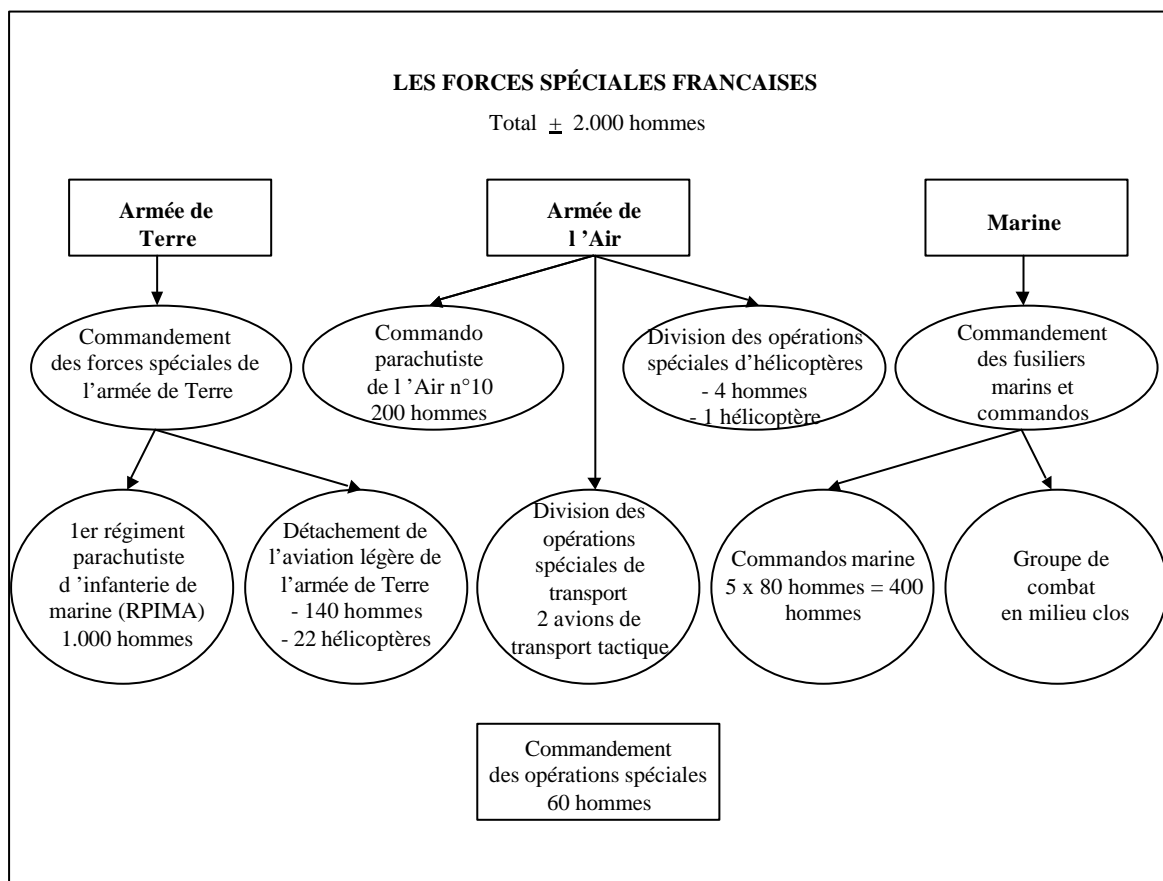 LES FORCES SPÉCIALES FRANCAISES
Total ± 2.000 hommes
Armée de
Terre
Armée de
l ’Air
Marine
Commandement
des forces spéciales de
l’armée de Terre
Commando
parachutiste
de l ’Air n°10
200 hommes
Division des opérations
spéciales d’hélicoptères
- 4 hommes
- 1 hélicoptère
Commandement
des fusiliers
marins et
commandos
1er régiment
parachutiste
d ’infanterie de
marine (RPIMA)
1.000 hommes
Détachement de
l’aviation légère de
l’armée de Terre
- 140 hommes
- 22 hélicoptères
Division des
opérations
spéciales de
transport
2 avions de
transport tactique
Commandos marine
5 x 80 hommes = 400
hommes
Groupe de
combat
en milieu clos
Commandement
des opérations spéciales
60 hommes